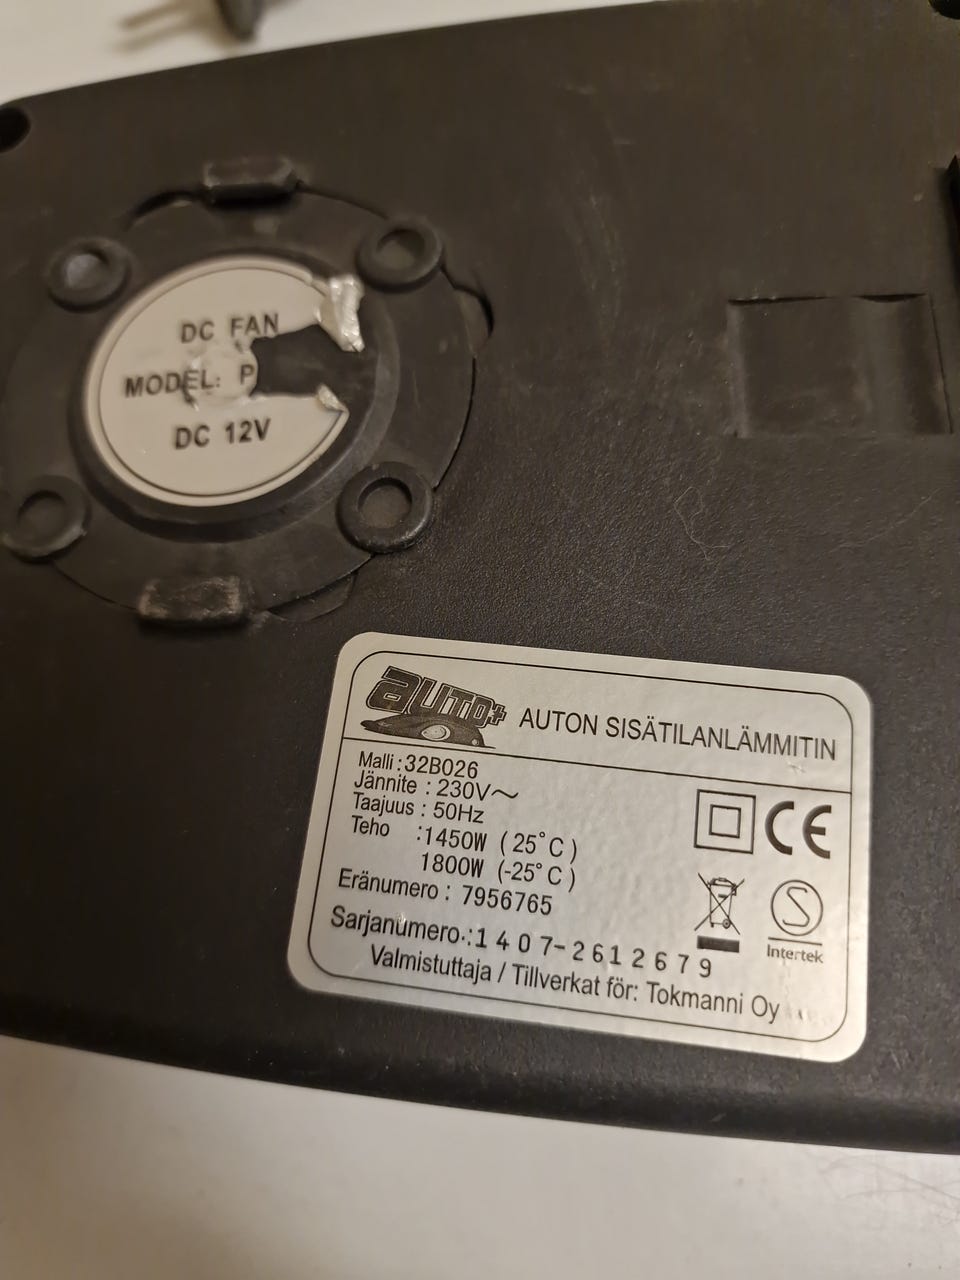 DC FAN
MODEL: P
DC 12V
AUTO+ AUTON SISÄTILANLÄMMITIN
Malli : 32B026
Jännite : 230V~
Taajuus : 50Hz
Teho : 1450W ( 25°C )
1800W (-25°C )
Eränumero : 7956765
Sarjanumero.: 1407-2612679
Valmistuttaja / Tillverkat för: Tokmanni Oy
CE
S
Intertek